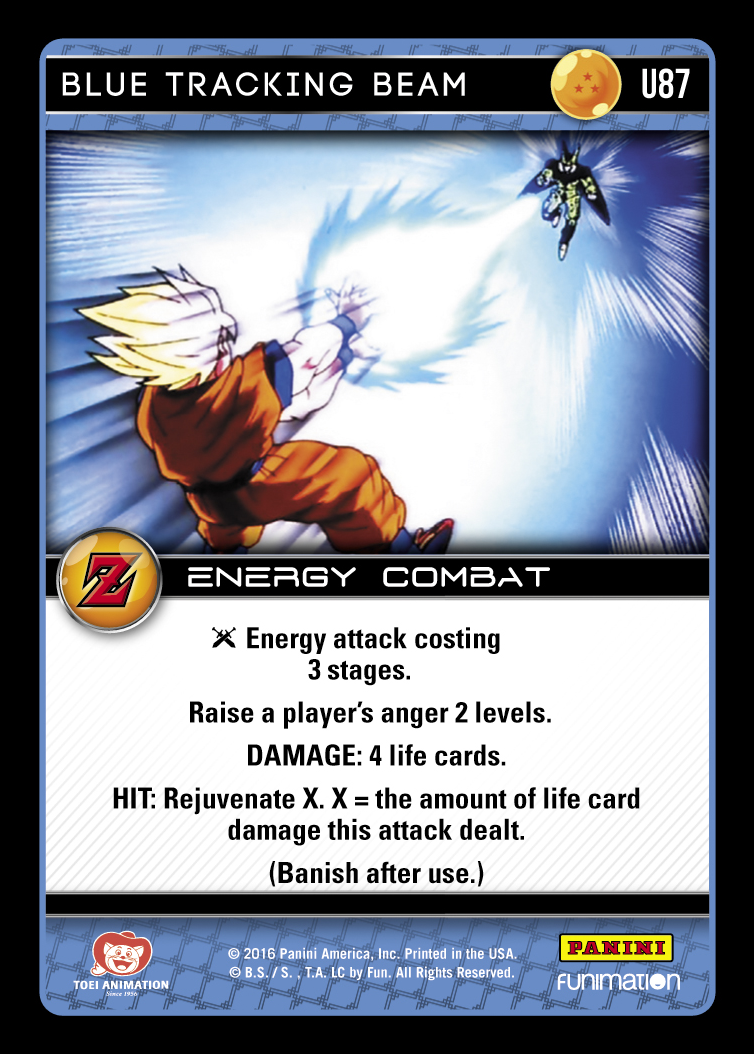 BLUE TRACKING BEAM
U87
Z
ENERGY COMBAT
Energy attack costing
3 stages.
Raise a player's anger 2 levels.
DAMAGE: 4 life cards.
HIT: Rejuvenate X. X = the amount of life card
damage this attack dealt.
(Banish after use.)
TOEI ANIMATION
Since 1956
© 2016 Panini America, Inc. Printed in the USA.
© B.S. / S. , T.A. LC by Fun. All Rights Reserved.
PANINI
FUNIMATION